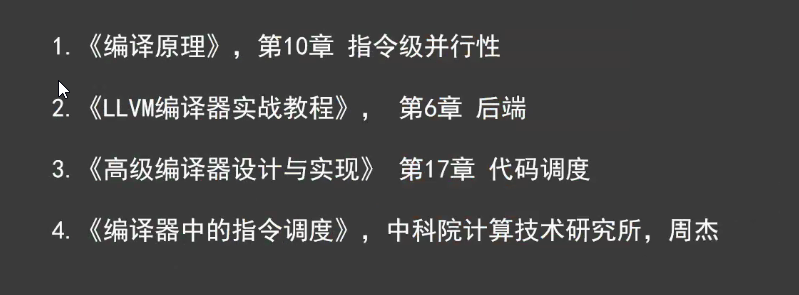 1.《编译原理》，第10章 指令级并行性
2.《LLVM编译器实战教程》， 第6章 后端
3.《高级编译器设计与实现》 第17章 代码调度
4.《编译器中的指令调度》，中科院计算技术研究所，周杰